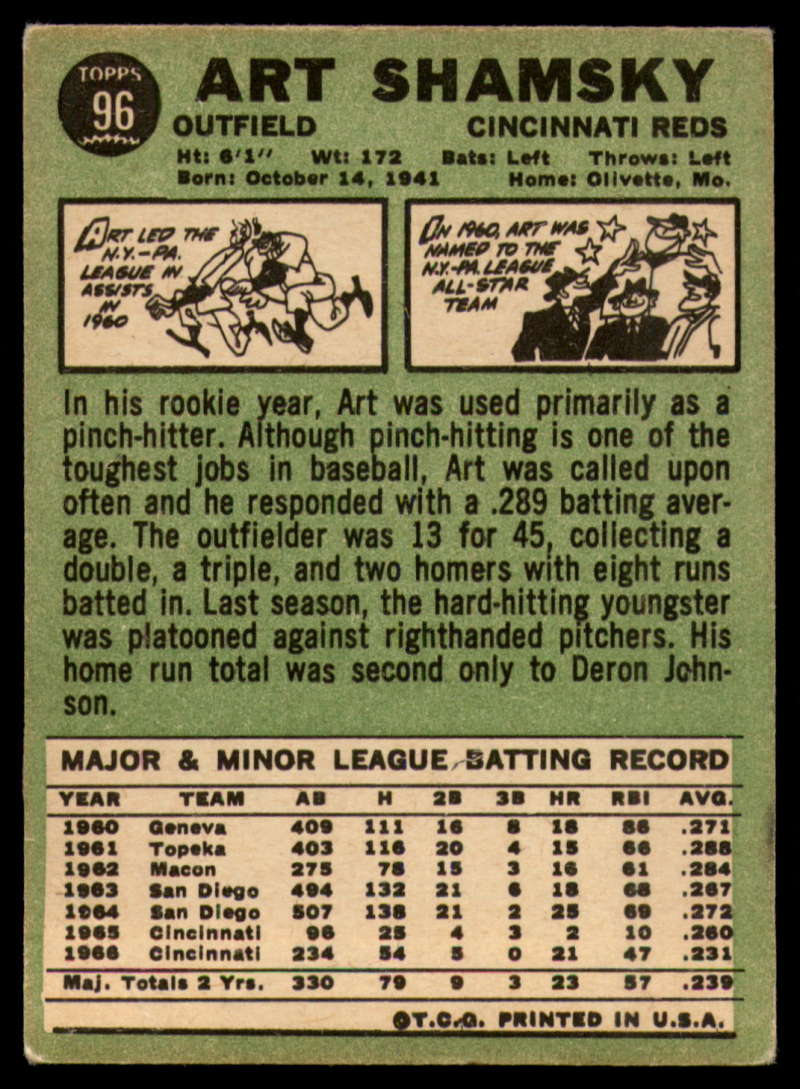 TOPPS
96
ART SHAMSKY
OUTFIELD CINCINNATI REDS
Ht: 6'1" Wt: 172 Bats: Left Throws: Left
Born: October 14, 1941 Home: Olivette, Mo.
ART LED THE
N.Y.-PA.
LEAGUE IN
ASSISTS
IN
1960
IN 1960, ART WAS
NAMED TO THE
N.Y.-PA. LEAGUE
ALL-STAR
TEAM
In his rookie year, Art was used primarily as a
pinch-hitter. Although pinch-hitting is one of the
toughest jobs in baseball, Art was called upon
often and he responded with a .289 batting aver-
age. The outfielder was 13 for 45, collecting a
double, a triple, and two homers with eight runs
batted in. Last season, the hard-hitting youngster
was platooned against righthanded pitchers. His
home run total was second only to Deron John-
son.
MAJOR & MINOR LEAGUE BATTING RECORD
YEAR TEAM AB H 2B 3B HR RBI AVG.
1960 Geneva 409 111 16 8 18 86 .271
1961 Topeka 403 116 20 4 15 66 .288
1962 Macon 275 78 15 3 16 61 .284
1963 San Diego 494 132 21 6 18 68 .267
1964 San Diego 507 138 21 2 25 69 .272
1965 Cincinnati 96 25 4 3 2 10 .260
1966 Cincinnati 234 54 5 0 21 47 .231
Maj. Totals 2 Yrs. 330 79 9 3 23 57 .239
©T.C.G. PRINTED IN U.S.A.